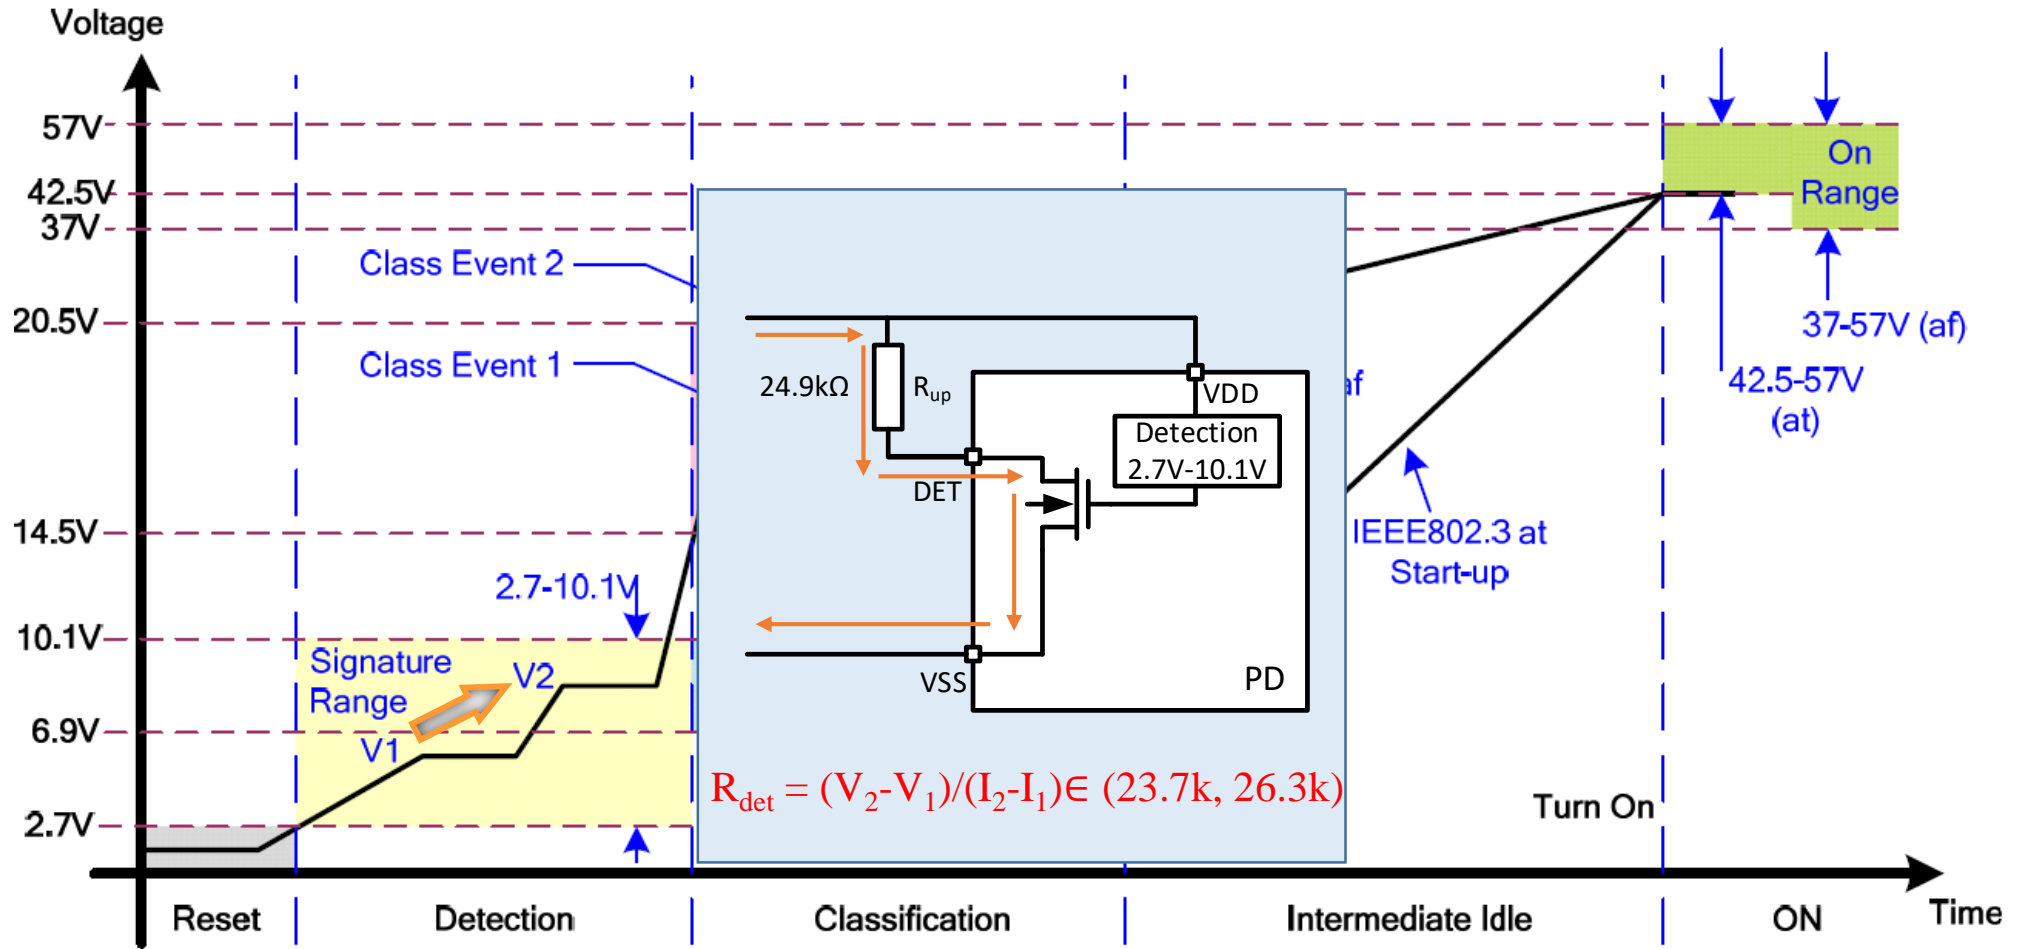 Voltage
57V
42.5V
37V
20.5V
14.5V
10.1V
6.9V
2.7V
Class Event 2
Class Event 1
2.7-10.1V
Signature
Range
V1
V2
24.9kΩ
Rup
DET
VSS
VDD
Detection
2.7V-10.1V
PD
Rdet = (V2-V1)/(I2-I1)∈ (23.7k, 26.3k)
af
IEEE802.3 at
Start-up
On
Range
37-57V (af)
42.5-57V
(at)
Turn On
Reset
Detection
Classification
Intermediate Idle
ON
Time